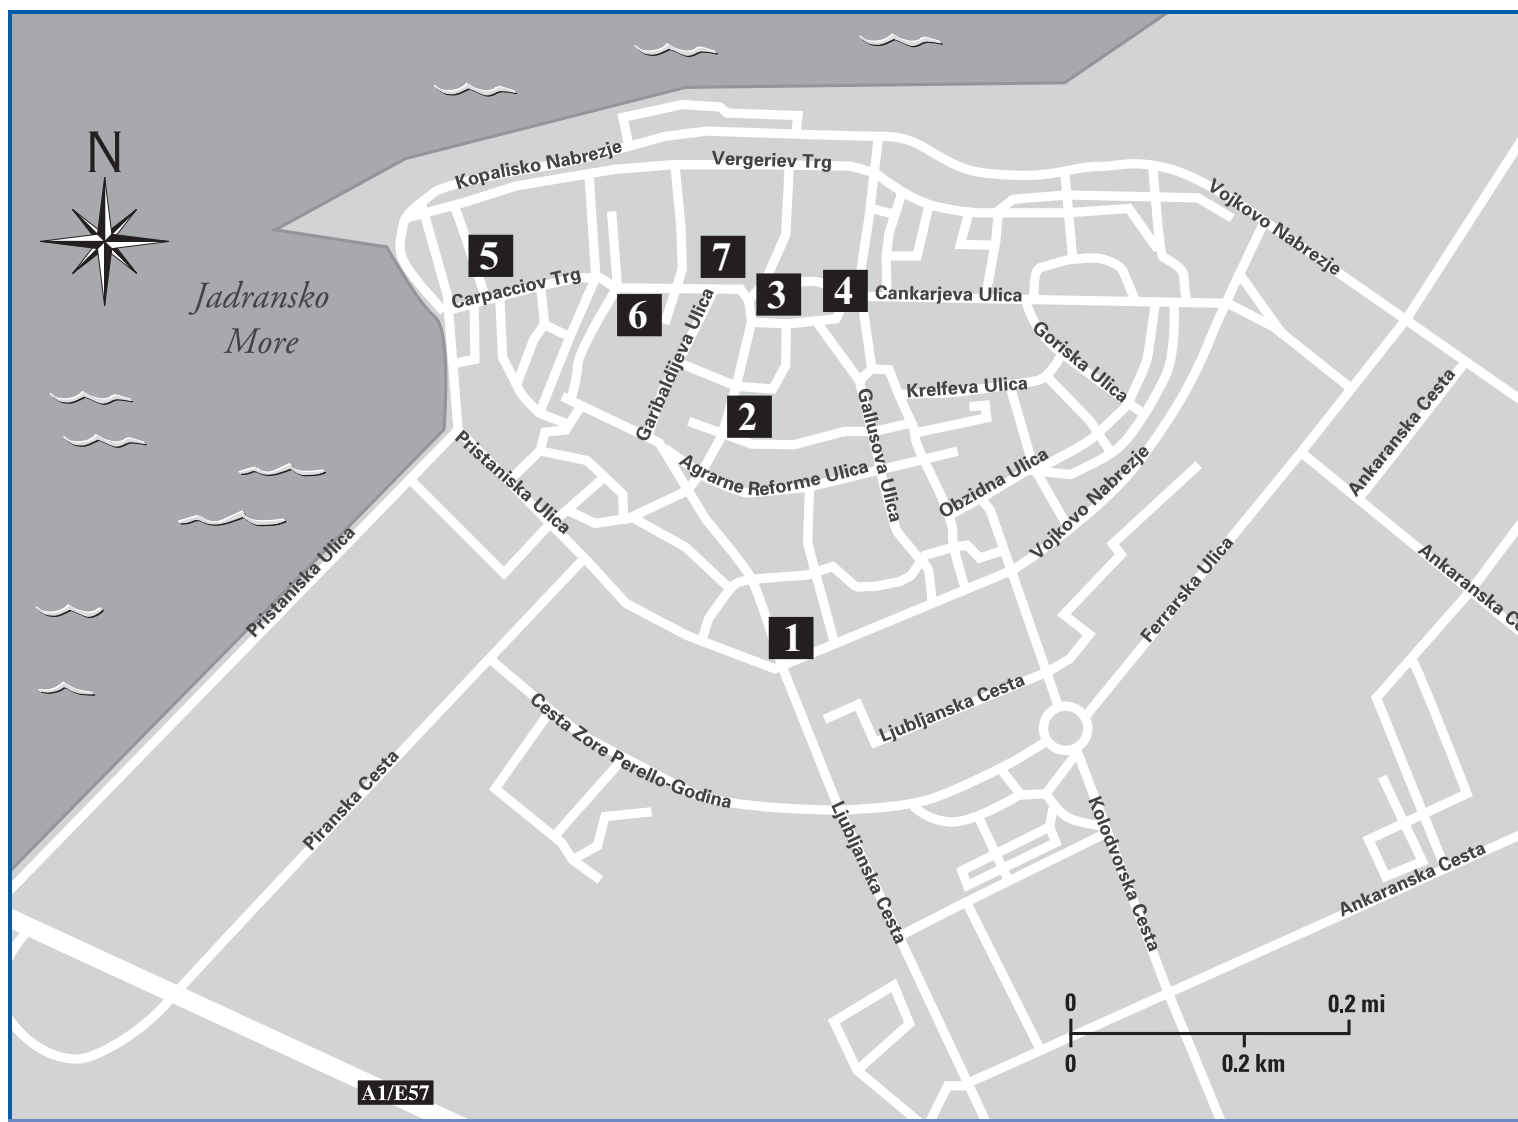 N
Kopalisko Nabrezje
Vergeriev Trg
Vojkovo Nabrezje
5
7
Carpacciov Trg
3
4
Cankarjeva Ulica
6
Jadransko
More
Garibaldijeva Ulica
Goriska Ulica
Krelfeva Ulica
2
Gallusova Ulica
Ankaranska Cesta
Pristaniska Ulica
Agrarne Reforme Ulica
Obzidna Ulica
Vojkovo Nabrezje
Pristaniska Ulica
Ferrarska Ulica
Ankaranska Ce
1
Ljubljanska Cesta
Cesta Zore Perello-Godina
Piranska Cesta
Ljubljanska Cesta
Kolodvorska Cesta
Ankaranska Cesta
0
0.2 mi
0
0.2 km
A1/E57